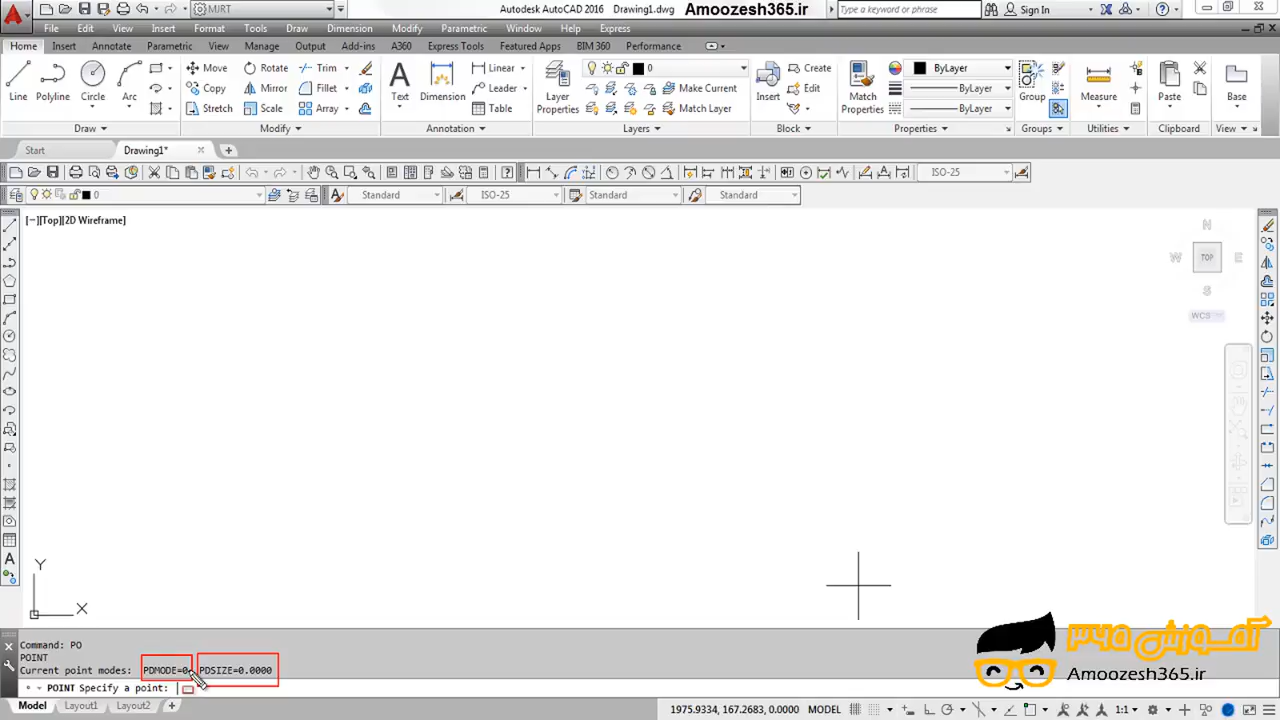 MJRT
Autodesk AutoCAD 2016 Drawing1.dwg
Amoozesh365.ir
Type a keyword or phrase
Sign In
File Edit View Insert Format Tools Draw Dimension Modify Parametric Window Help Express
Home Insert Annotate Parametric View Manage Output Add-ins A360 Express Tools Featured Apps BIM 360 Performance
Line Polyline Circle Arc
Move Rotate Trim
Copy Mirror Fillet
Stretch Scale Array
Text Dimension
Linear
Leader
Table
Layer Properties
0
Make Current
Match Layer
Insert
Create
Edit
Match Properties
ByLayer
ByLayer
ByLayer
Group
Measure
Paste
Base
Draw Modify Annotation Layers Block Properties Groups Utilities Clipboard View
Start Drawing1*
ISO-25
0 Standard ISO-25 Standard Standard
[−][Top][2D Wireframe]
N
W TOP E
S
WCS
Y
X
Command: PO
POINT
Current point modes: PDMODE=0 PDSIZE=0.0000
POINT Specify a point:
آموزش ۳۶۵
Amoozesh365.ir
Model Layout1 Layout2
1975.9334, 167.2683, 0.0000 MODEL 1:1